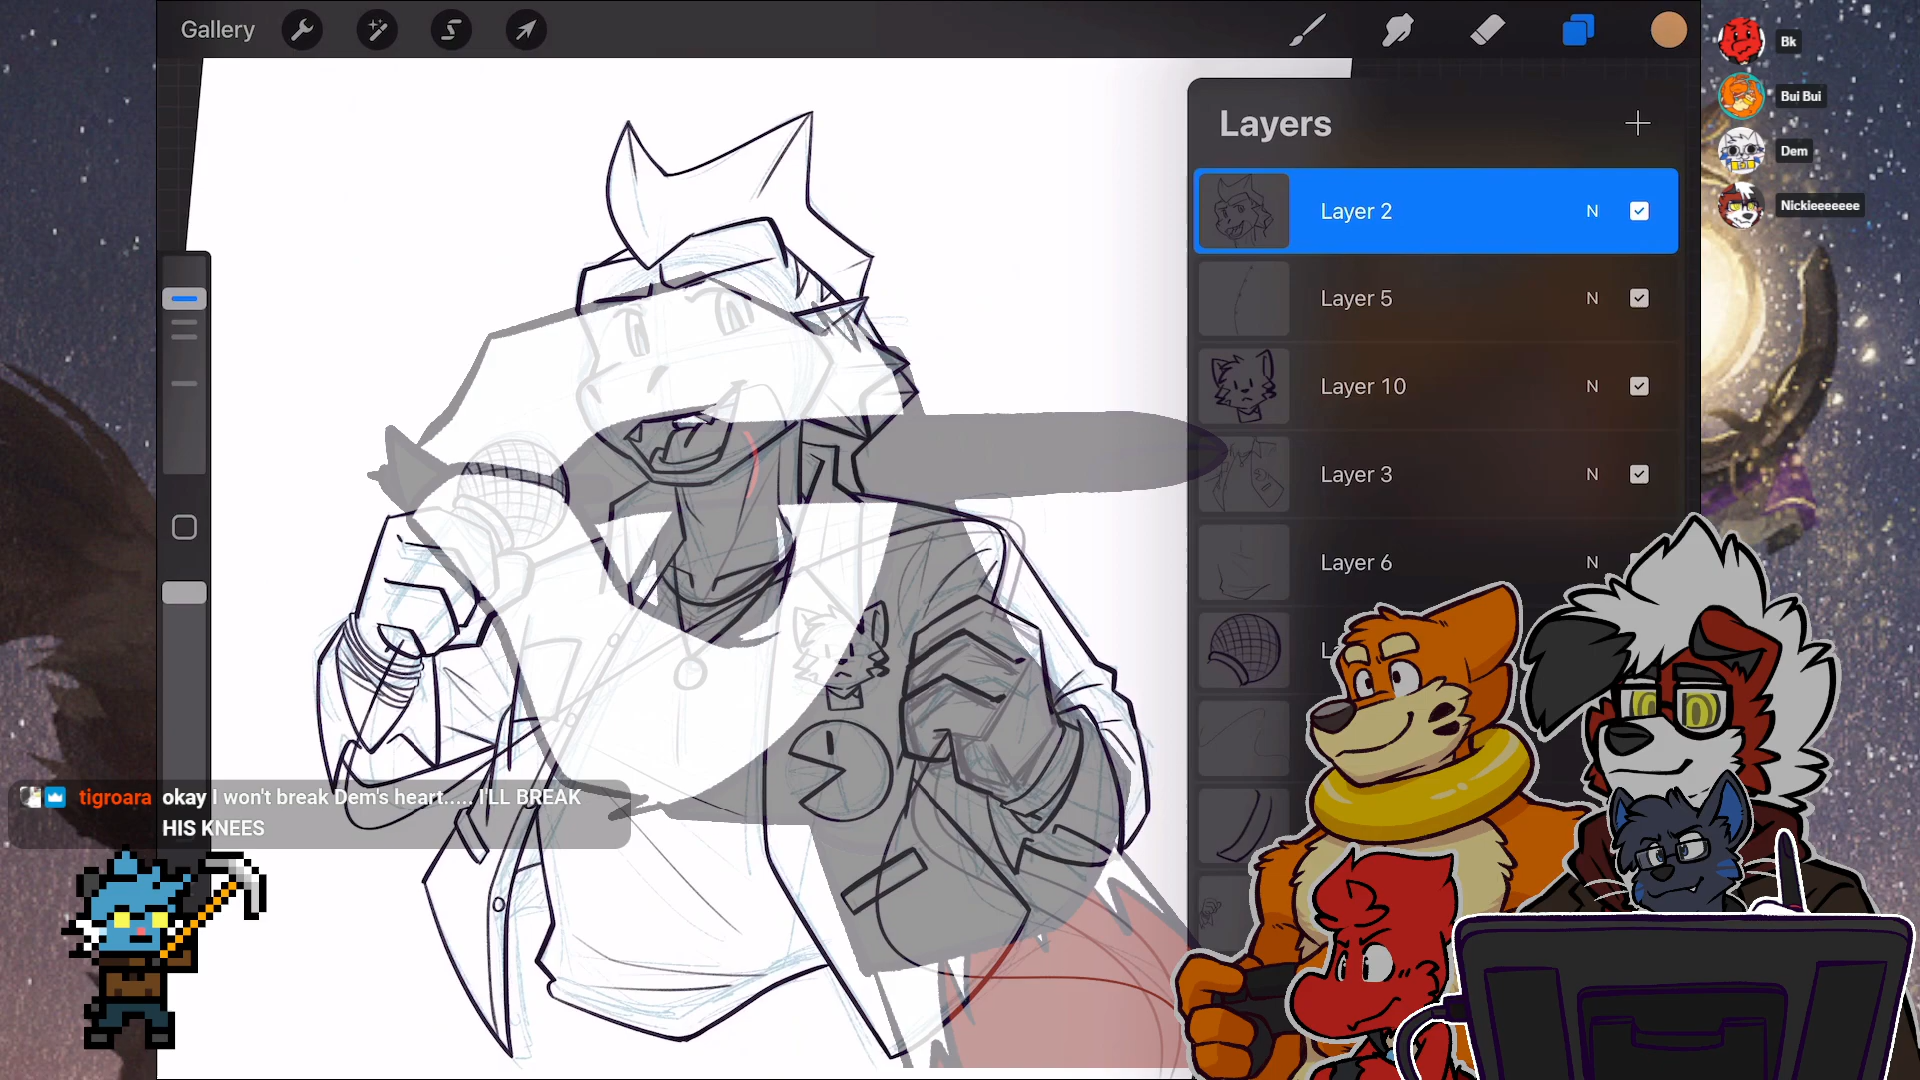 Gallery
Layers
Layer 2 N
Layer 5 N
Layer 10 N
Layer 3 N
Layer 6 N
Bk
Bui Bui
Dem
Nickieeeeeee
tigroara okay I won't break Dem's heart..... I'LL BREAK
HIS KNEES